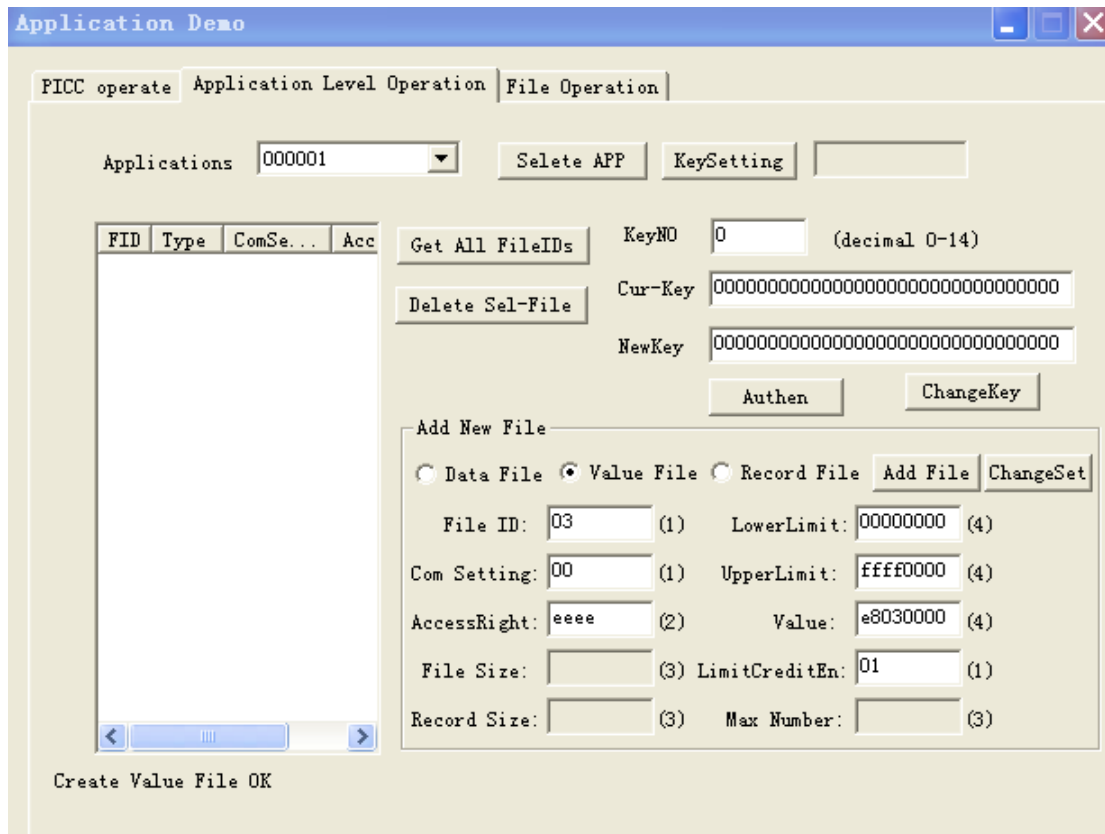 Application Demo
PICC operate Application Level Operation File Operation
Applications 000001 Selete APP KeySetting
FID Type ComSe... Acc
Get All FileIDs KeyNO 0 (decimal 0-14)
Delete Sel-File Cur-Key 00000000000000000000000000000000
NewKey 00000000000000000000000000000000
Authen ChangeKey
Add New File
Data File Value File Record File Add File ChangeSet
File ID: 03 (1) LowerLimit: 00000000 (4)
Com Setting: 00 (1) UpperLimit: ffff0000 (4)
AccessRight: eeee (2) Value: e8030000 (4)
File Size: (3) LimitCreditEn: 01 (1)
Record Size: (3) Max Number: (3)
Create Value File OK